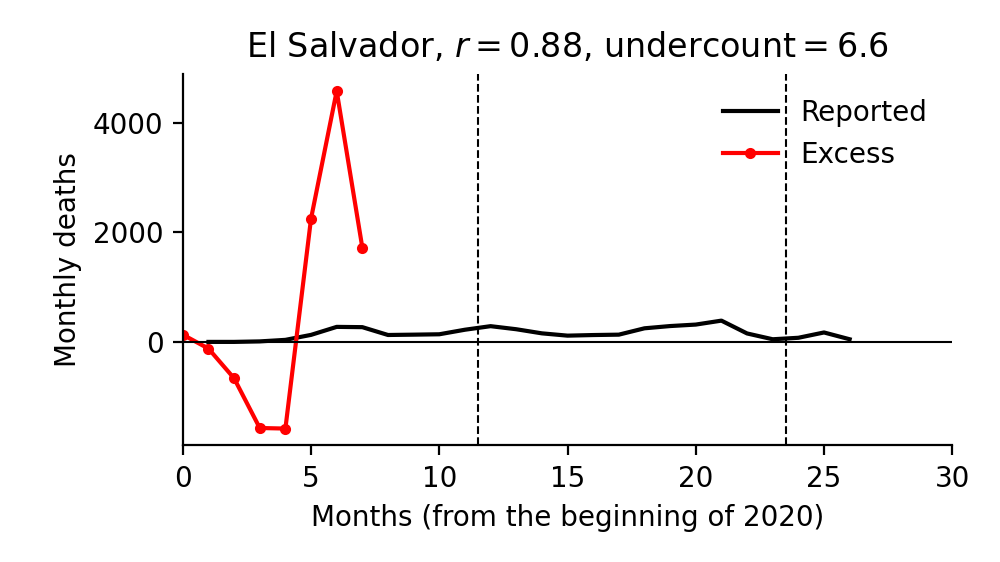 El Salvador, r = 0.88, undercount = 6.6
Reported
Excess
Monthly deaths
4000
2000
0
0 5 10 15 20 25 30
Months (from the beginning of 2020)